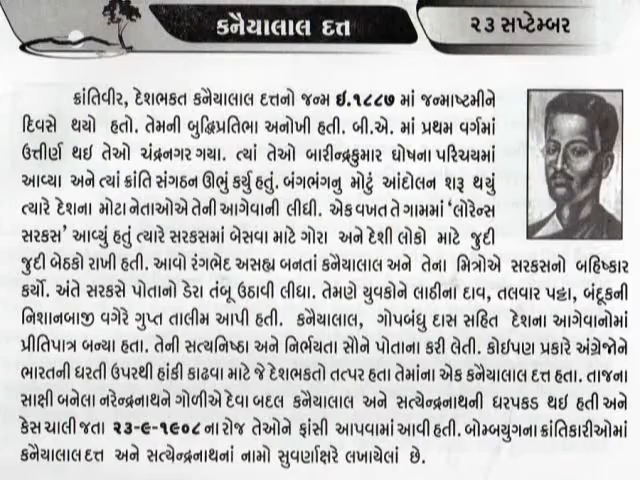 કનૈયાલાલ દત્ત
૨૩ સપ્ટેમ્બર
ક્રાંતિવીર, દેશભકત કનૈયાલાલ દત્તનો જન્મ ઇ.૧૮૮૭ માં જન્માષ્ટમીને
દિવસે થયો હતો. તેમની બુદ્ધિપ્રતિભા અનોખી હતી. બી.એ. માં પ્રથમ વર્ગમાં
ઉત્તીર્ણ થઇ તેઓ ચંદ્રનગર ગયા. ત્યાં તેઓ બારીન્દ્રકુમાર ઘોષના પરિચયમાં
આવ્યા અને ત્યાં ક્રાંતિ સંગઠન ઊભું કર્યુ હતું. બંગભંગનુ મોટું આંદોલન શરૂ થયું
ત્યારે દેશના મોટા નેતાઓએ તેની આગેવાની લીધી. એક વખત તે ગામમાં ‘લોરેન્સ
સરકસ’ આવ્યું હતું ત્યારે સરકસમાં બેસવા માટે ગોરા અને દેશી લોકો માટે જુદી
જુદી બેઠકો રાખી હતી. આવો રંગભેદ અસહ્ય બનતાં કનૈયાલાલ અને તેના મિત્રોએ સરકસનો બહિષ્કાર
કર્યો. અંતે સરકસે પોતાનો ડેરા તંબૂ ઉઠાવી લીધા. તેમણે યુવકોને લાઠીના દાવ, તલવાર પટ્ટા, બંદૂકની
નિશાનબાજી વગેરે ગુપ્ત તાલીમ આપી હતી. કનૈયાલાલ, ગોપબંધુ દાસ સહિત દેશના આગેવાનોમાં
પ્રીતિપાત્ર બન્યા હતા. તેની સત્યનિષ્ઠા અને નિર્ભયતા સૌને પોતાના કરી લેતી. કોઈપણ પ્રકારે અંગ્રેજોને
ભારતની ધરતી ઉપરથી હાંકી કાઢવા માટે જે દેશભકતો તત્પર હતા તેમાંના એક કનૈયાલાલ દત્ત હતા. તાજના
સાક્ષી બનેલા નરેન્દ્રનાથને ગોળીએ દેવા બદલ કનૈયાલાલ અને સત્યેન્દ્રનાથની ધરપકડ થઇ હતી અને
કેસ ચાલી જતા ૨૩-૯-૧૯૦૮ ના રોજ તેઓને ફાંસી આપવામાં આવી હતી. બોમ્બયુગના ક્રાંતિકારીઓમાં
કનૈયાલાલ દત્ત અને સત્યેન્દ્રનાથનાં નામો સુવર્ણાક્ષરે લખાયેલાં છે.